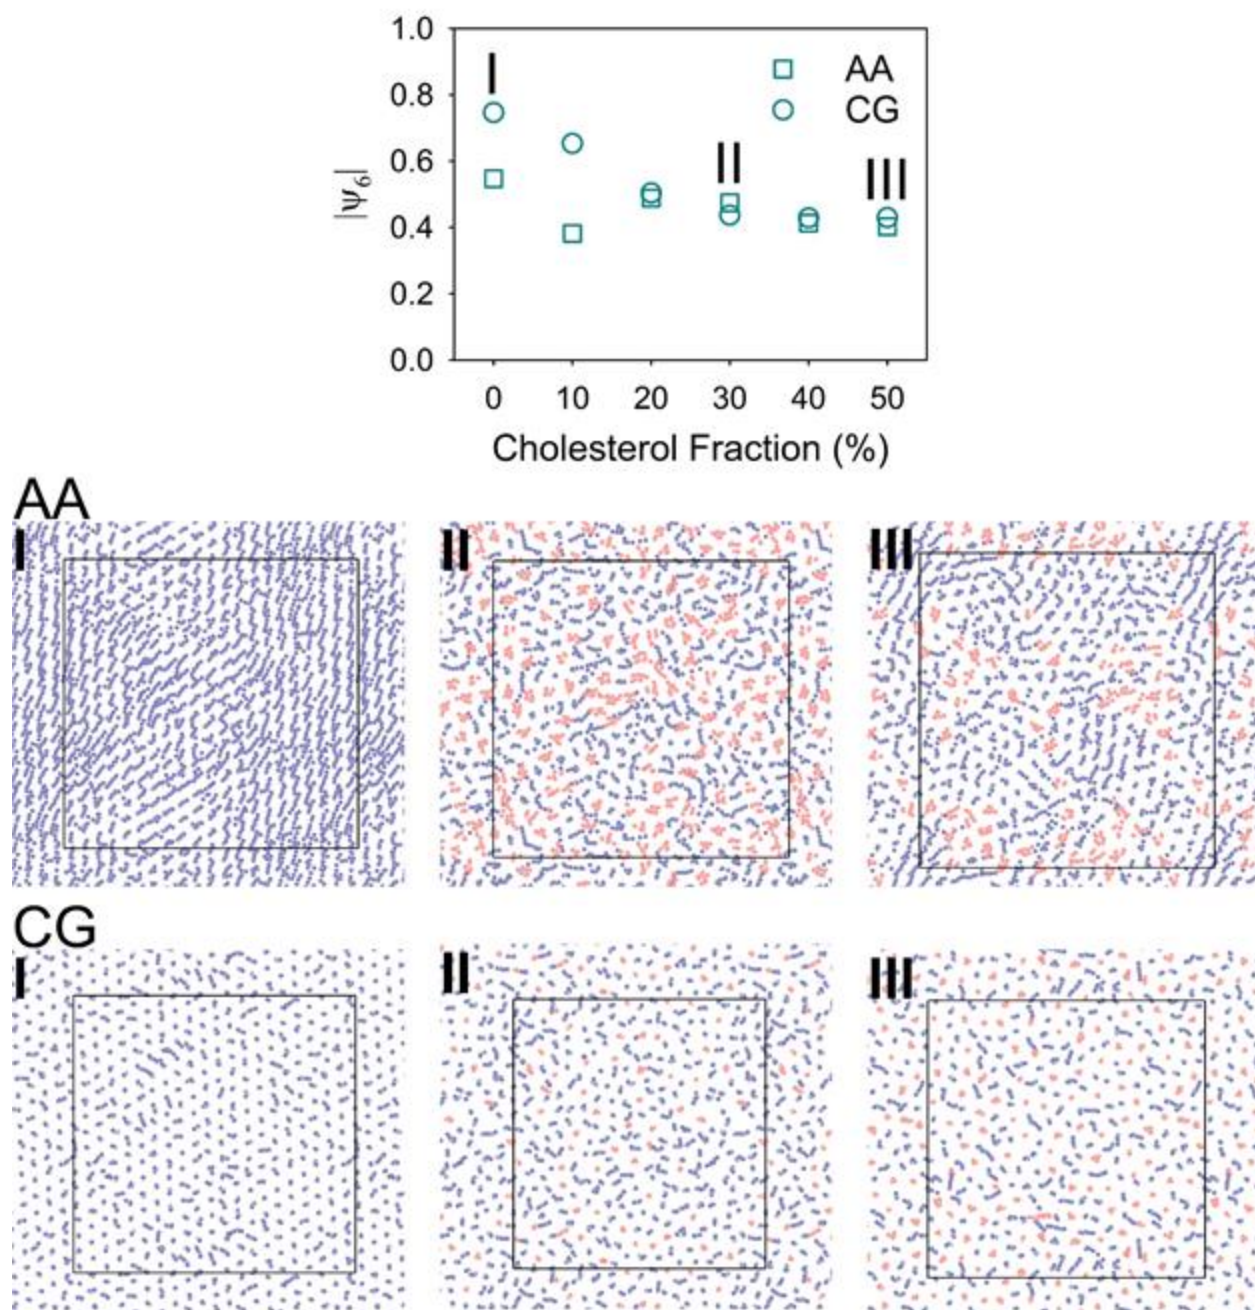 1.0
I
AA
0.8
CG
II
III
0.6
|ψ6|
0.4
0.2
0.0
0 10 20 30 40 50
Cholesterol Fraction (%)
AA
I II III
CG
I II III